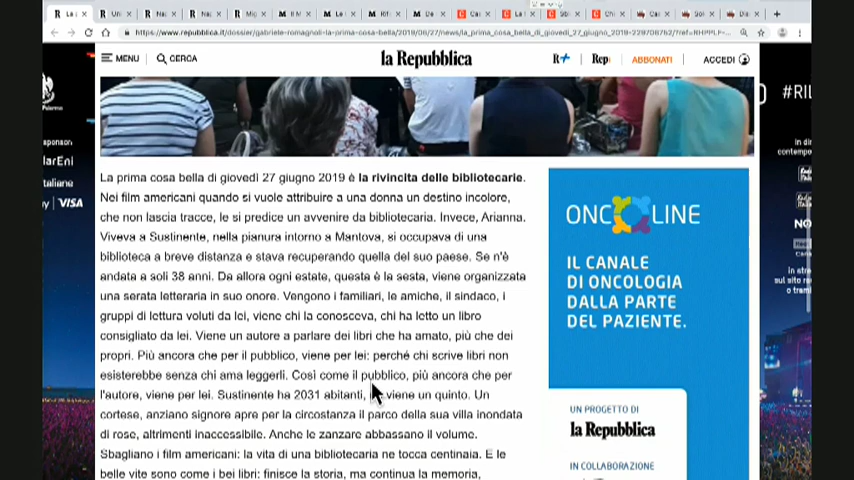 MENU
CERCA
la Repubblica
R+
Rep:
ABBONATI
ACCEDI
#RIL
sponsor
larEni
VISA
La prima cosa bella di giovedì 27 giugno 2019 è la rivincita delle bibliotecarie.
Nei film americani quando si vuole attribuire a una donna un destino incolore,
che non lascia tracce, le si predice un avvenire da bibliotecaria. Invece, Arianna.
Viveva a Sustinente, nella pianura intorno a Mantova, si occupava di una
biblioteca a breve distanza e stava recuperando quella del suo paese. Se n'è
andata a soli 38 anni. Da allora ogni estate, questa è la sesta, viene organizzata
una serata letteraria in suo onore. Vengono i familiari, le amiche, il sindaco, i
gruppi di lettura voluti da lei, viene chi la conosceva, chi ha letto un libro
consigliato da lei. Viene un autore a parlare dei libri che ha amato, più che dei
propri. Più ancora che per il pubblico, viene per lei: perché chi scrive libri non
esisterebbe senza chi ama leggerli. Così come il pubblico, più ancora che per
l'autore, viene per lei. Sustinente ha 2031 abitanti, viene un quinto. Un
cortese, anziano signore apre per la circostanza il parco della sua villa inondata
di rose, altrimenti inaccessibile. Anche le zanzare abbassano il volume.
Sbagliano i film americani: la vita di una bibliotecaria ne tocca centinaia. E le
belle vite sono come i bei libri: finisce la storia, ma continua la memoria,
ONCOLINE
IL CANALE
DI ONCOLOGIA
DALLA PARTE
DEL PAZIENTE.
UN PROGETTO DI
la Repubblica
IN COLLABORAZIONE